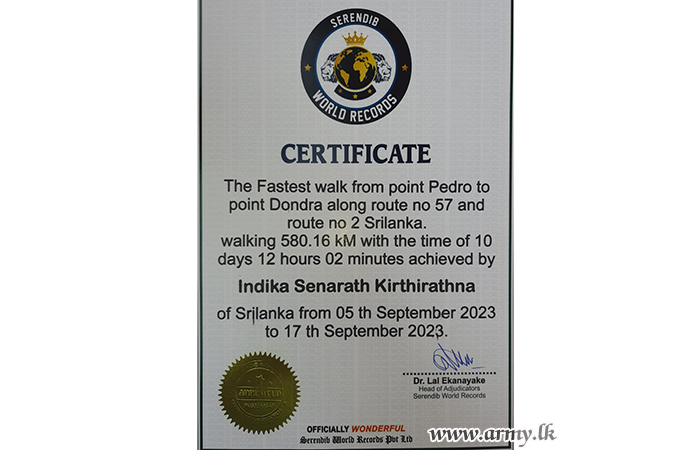 SERENDIB
WORLD RECORDS
CERTIFICATE
The Fastest walk from point Pedro to
point Dondra along route no 57 and
route no 2 Srilanka.
walking 580.16 kM with the time of 10
days 12 hours 02 minutes achieved by
Indika Senarath Kirthirathna
of Srilanka from 05 th September 2023
to 17 th September 2023.
Dr. Lal Ekanayake
Head of Adjudicators
Serendib World Records
OFFICIALLY WONDERFUL
Serendib World Records Pvt Ltd
www.army.lk